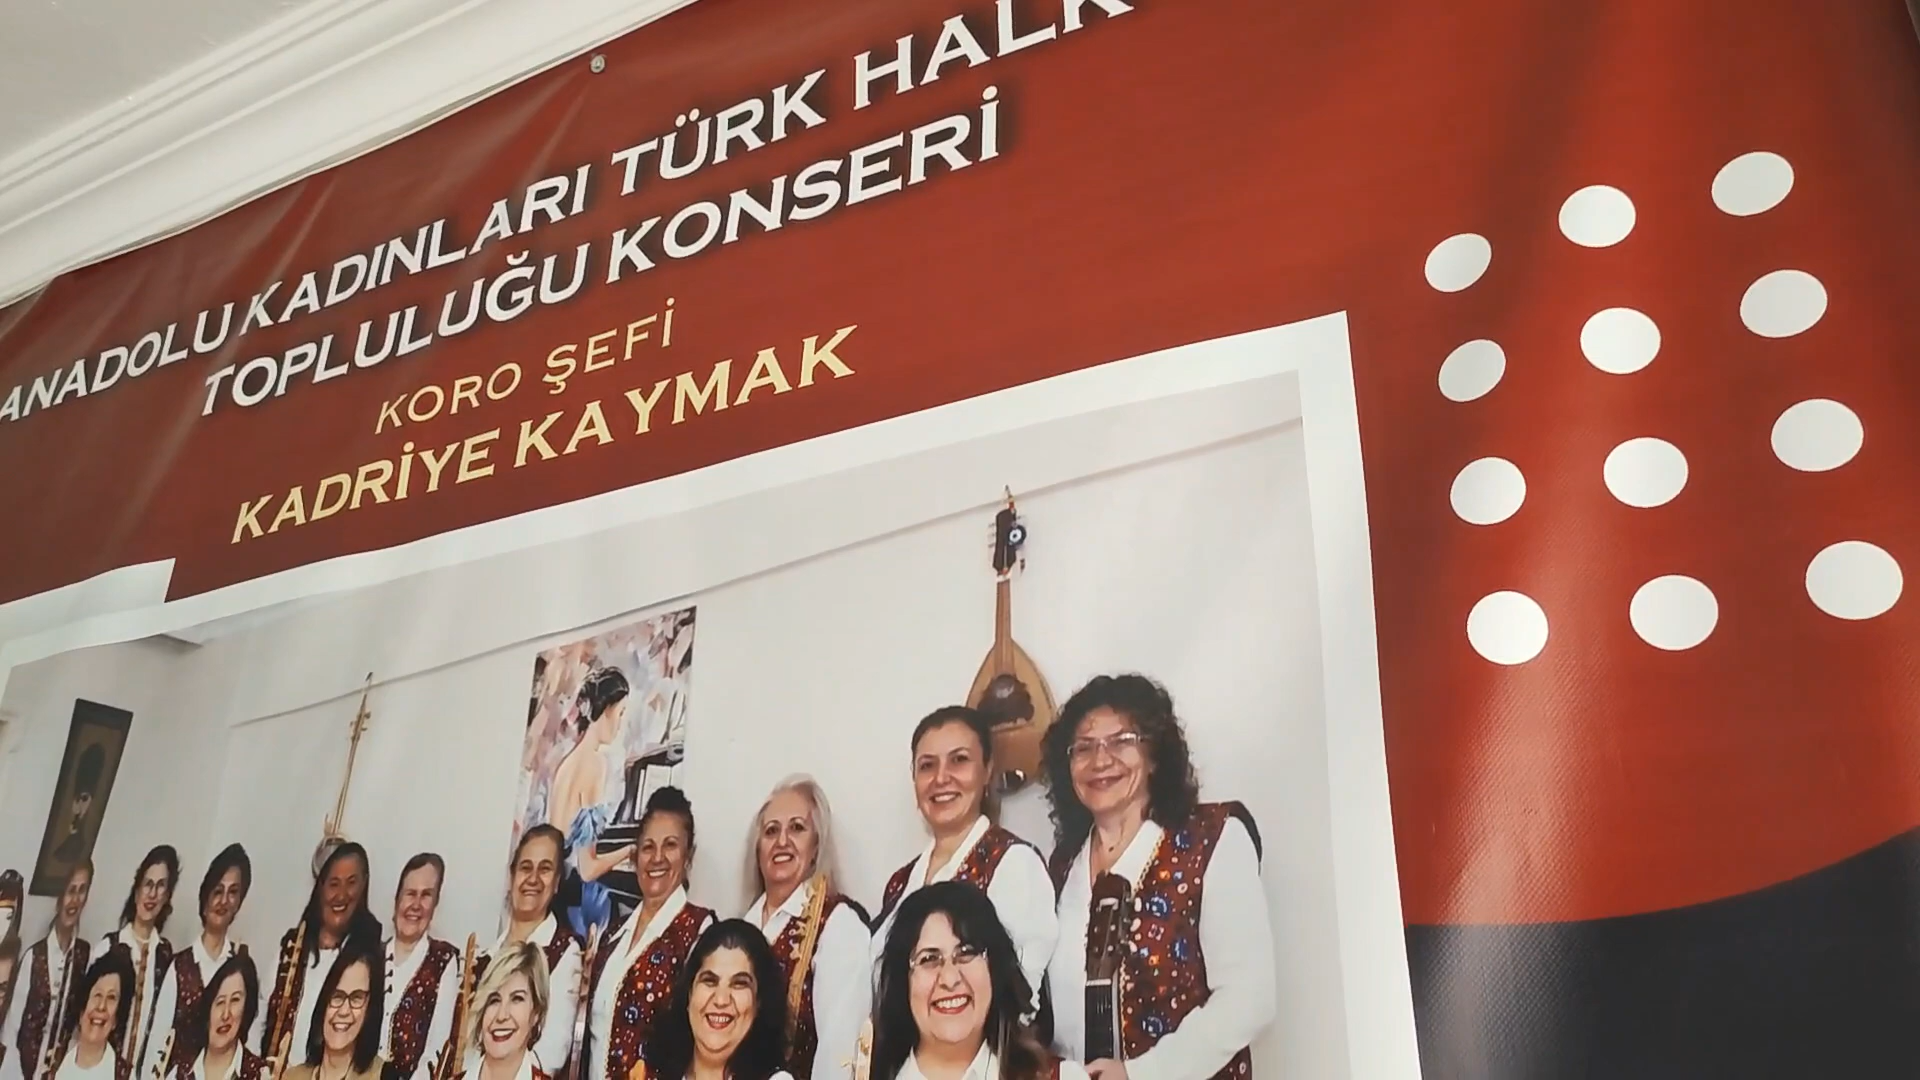 ANADOLU KADINLARI TÜRK HALK
TOPLULUĞU KONSERİ
KORO ŞEFİ
KADRİYE KAYMAK